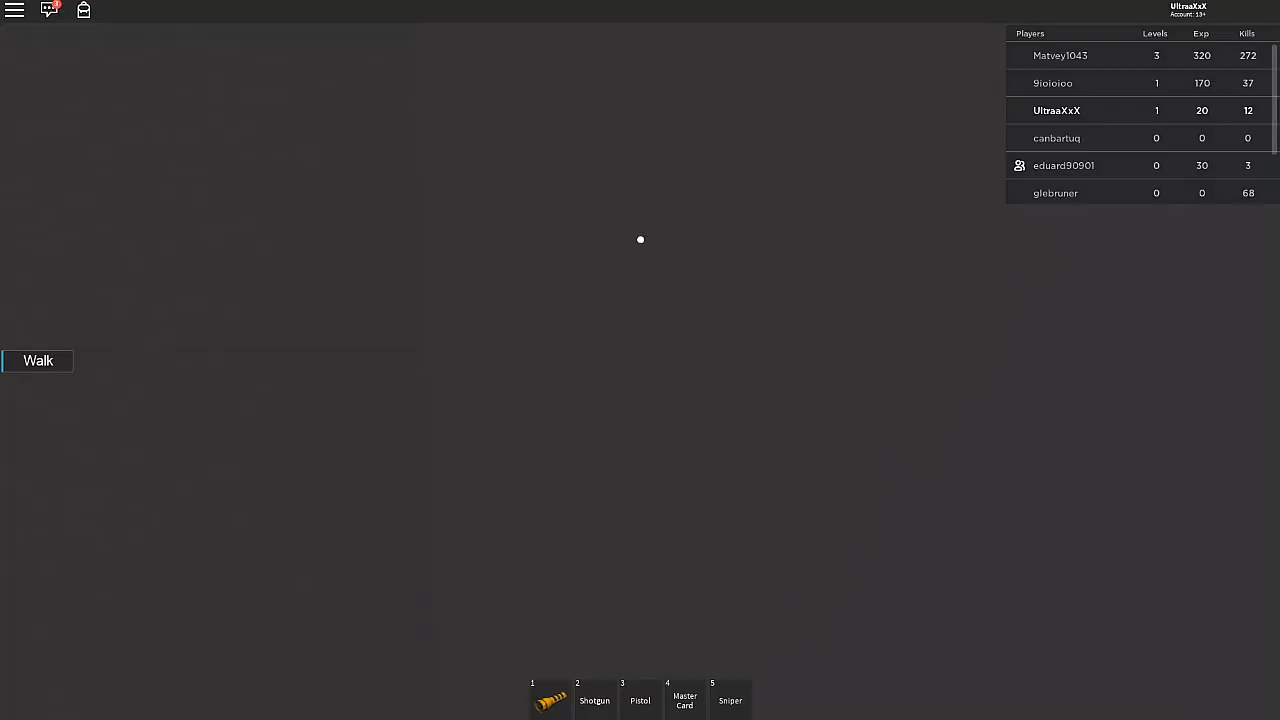 3
UltraaXxX
Account: 13+
Players Levels Exp Kills
Matvey1043 3 320 272
9ioioioo 1 170 37
UltraaXxX 1 20 12
canbartuq 0 0 0
eduard90901 0 30 3
glebruner 0 0 68
Walk
1 2 3 4 5
Shotgun Pistol Master Card Sniper